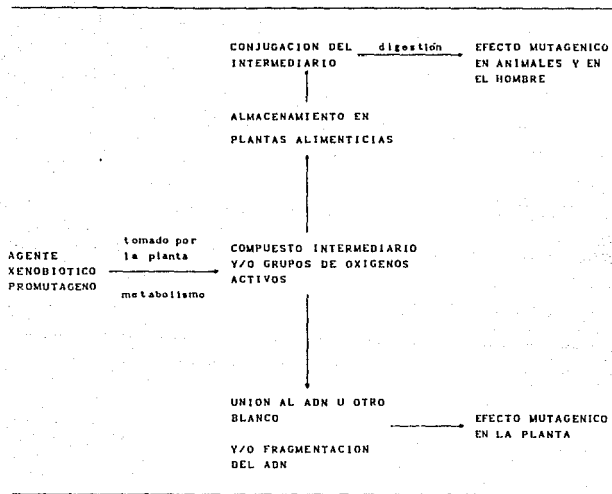 CONJUGACION DEL
INTERMEDIARIO
digestión
EFECTO MUTAGENICO
EN ANIMALES Y EN
EL HOMBRE
ALMACENAMIENTO EN
PLANTAS ALIMENTICIAS
AGENTE
XENOBIOTICO
PROMUTAGENO
tomado por
la planta
metabolismo
COMPUESTO INTERMEDIARIO
Y/O GRUPOS DE OXIGENOS
ACTIVOS
UNION AL ADN U OTRO
BLANCO
Y/O FRAGMENTACION
DEL ADN
EFECTO MUTAGENICO
EN LA PLANTA